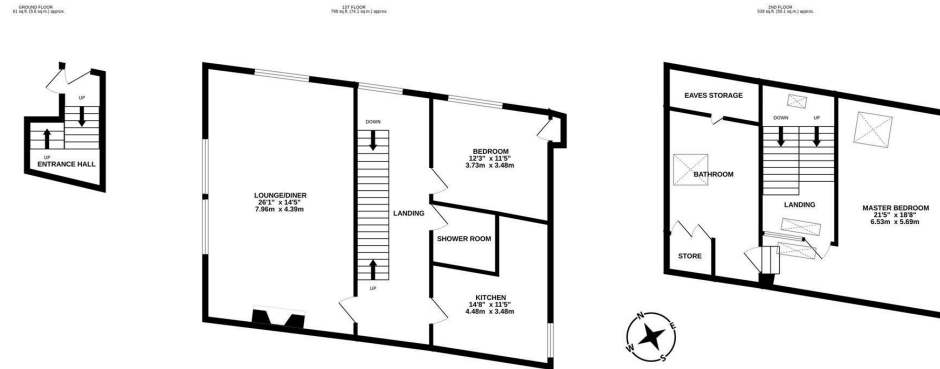 GROUND FLOOR
61 sq.ft. (5.6 sq.m.) approx.
UP
UP
ENTRANCE HALL
1ST FLOOR
798 sq.ft. (74.1 sq.m.) approx.
DOWN
BEDROOM
12'3" x 11'5"
3.73m x 3.48m
LOUNGE/DINER
26'1" x 14'5"
7.96m x 4.39m
LANDING
SHOWER ROOM
UP
KITCHEN
14'8" x 11'5"
4.48m x 3.48m
2ND FLOOR
539 sq.ft. (50.1 sq.m.) approx.
EAVES STORAGE
DOWN
UP
BATHROOM
LANDING
MASTER BEDROOM
21'5" x 18'8"
6.53m x 5.69m
STORE
N
E
S
W